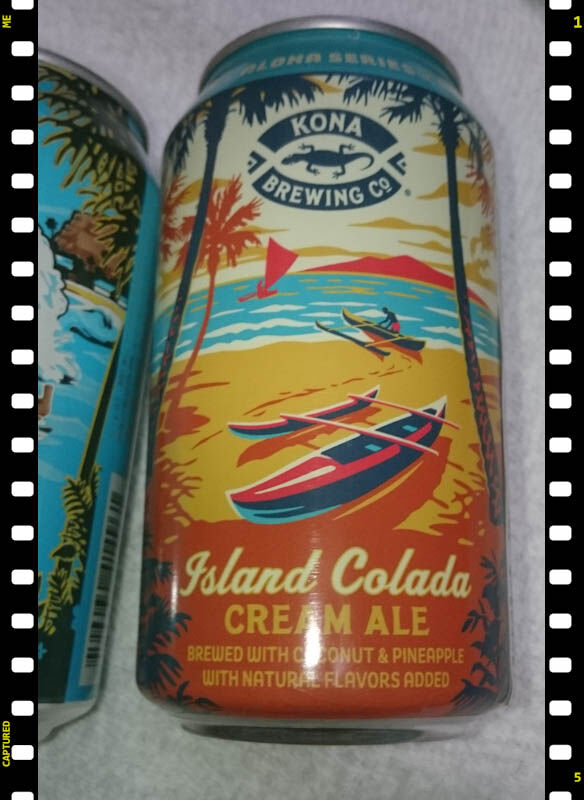 ME
1
ALOHA SERIES
KONA
BREWING CO
®
Island Colada
CREAM ALE
BREWED WITH COCONUT & PINEAPPLE
WITH NATURAL FLAVORS ADDED
CAPTURED
5